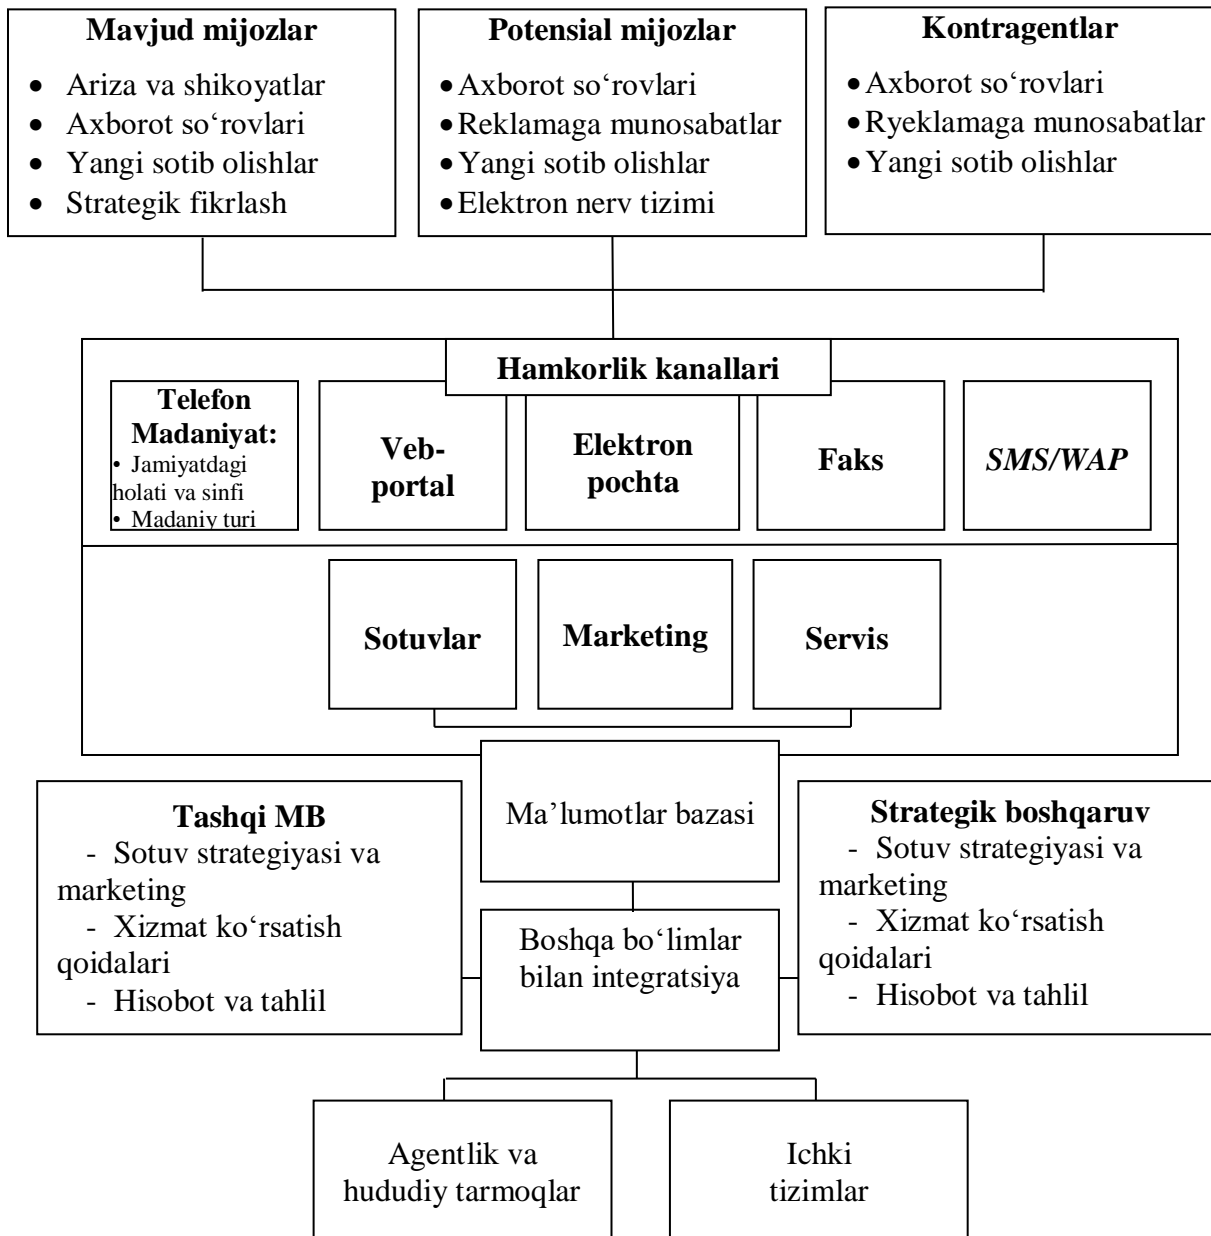 Mavjud mijozlar
• Ariza va shikoyatlar
• Axborot so‘rovlari
• Yangi sotib olishlar
• Strategik fikrlash
Potensial mijozlar
• Axborot so‘rovlari
• Reklamaga munosabatlar
• Yangi sotib olishlar
• Elektron nerv tizimi
Kontragentlar
• Axborot so‘rovlari
• Ryeklamaga munosabatlar
• Yangi sotib olishlar
Hamkorlik kanallari
Telefon
Madaniyat:
• Jamiyatdagi
holati va sinfi
• Madaniy turi
Veb-
portal
Elektron
pochta
Faks
SMS/WAP
Sotuvlar
Marketing
Servis
Ma’lumotlar bazasi
Tashqi MB
- Sotuv strategiyasi va
marketing
- Xizmat ko‘rsatish
qoidalari
- Hisobot va tahlil
Boshqa bo‘limlar
bilan integratsiya
Strategik boshqaruv
- Sotuv strategiyasi va
marketing
- Xizmat ko‘rsatish
qoidalari
- Hisobot va tahlil
Agentlik va
hududiy tarmoqlar
Ichki
tizimlar